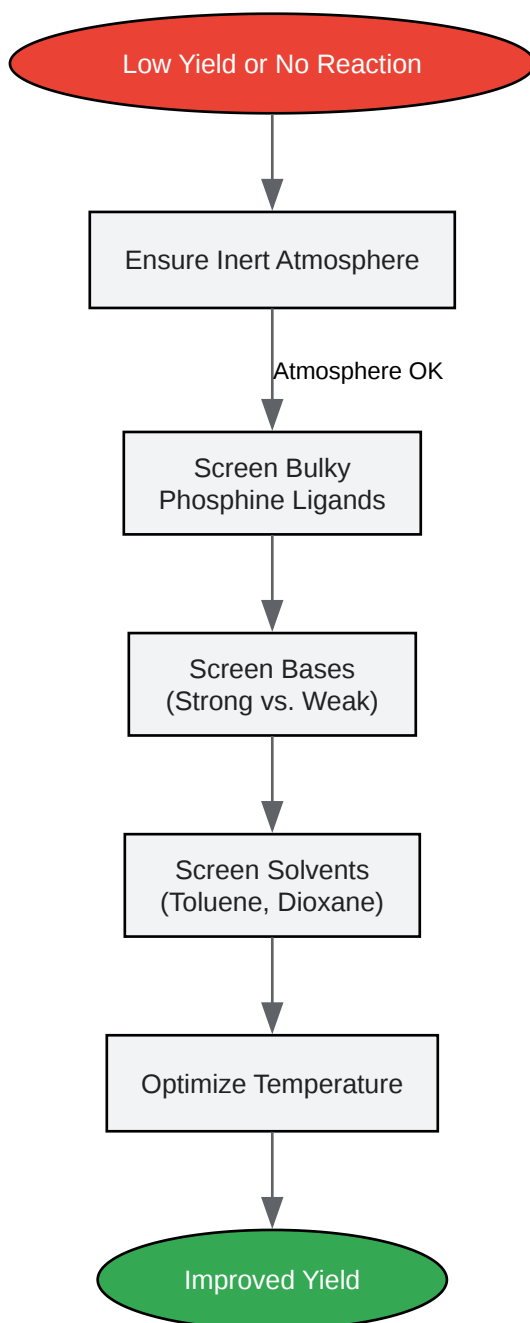 Low Yield or No Reaction
Ensure Inert Atmosphere
Atmosphere OK
Screen Bulky
Phosphine Ligands
Screen Bases
(Strong vs. Weak)
Screen Solvents
(Toluene, Dioxane)
Optimize Temperature
Improved Yield